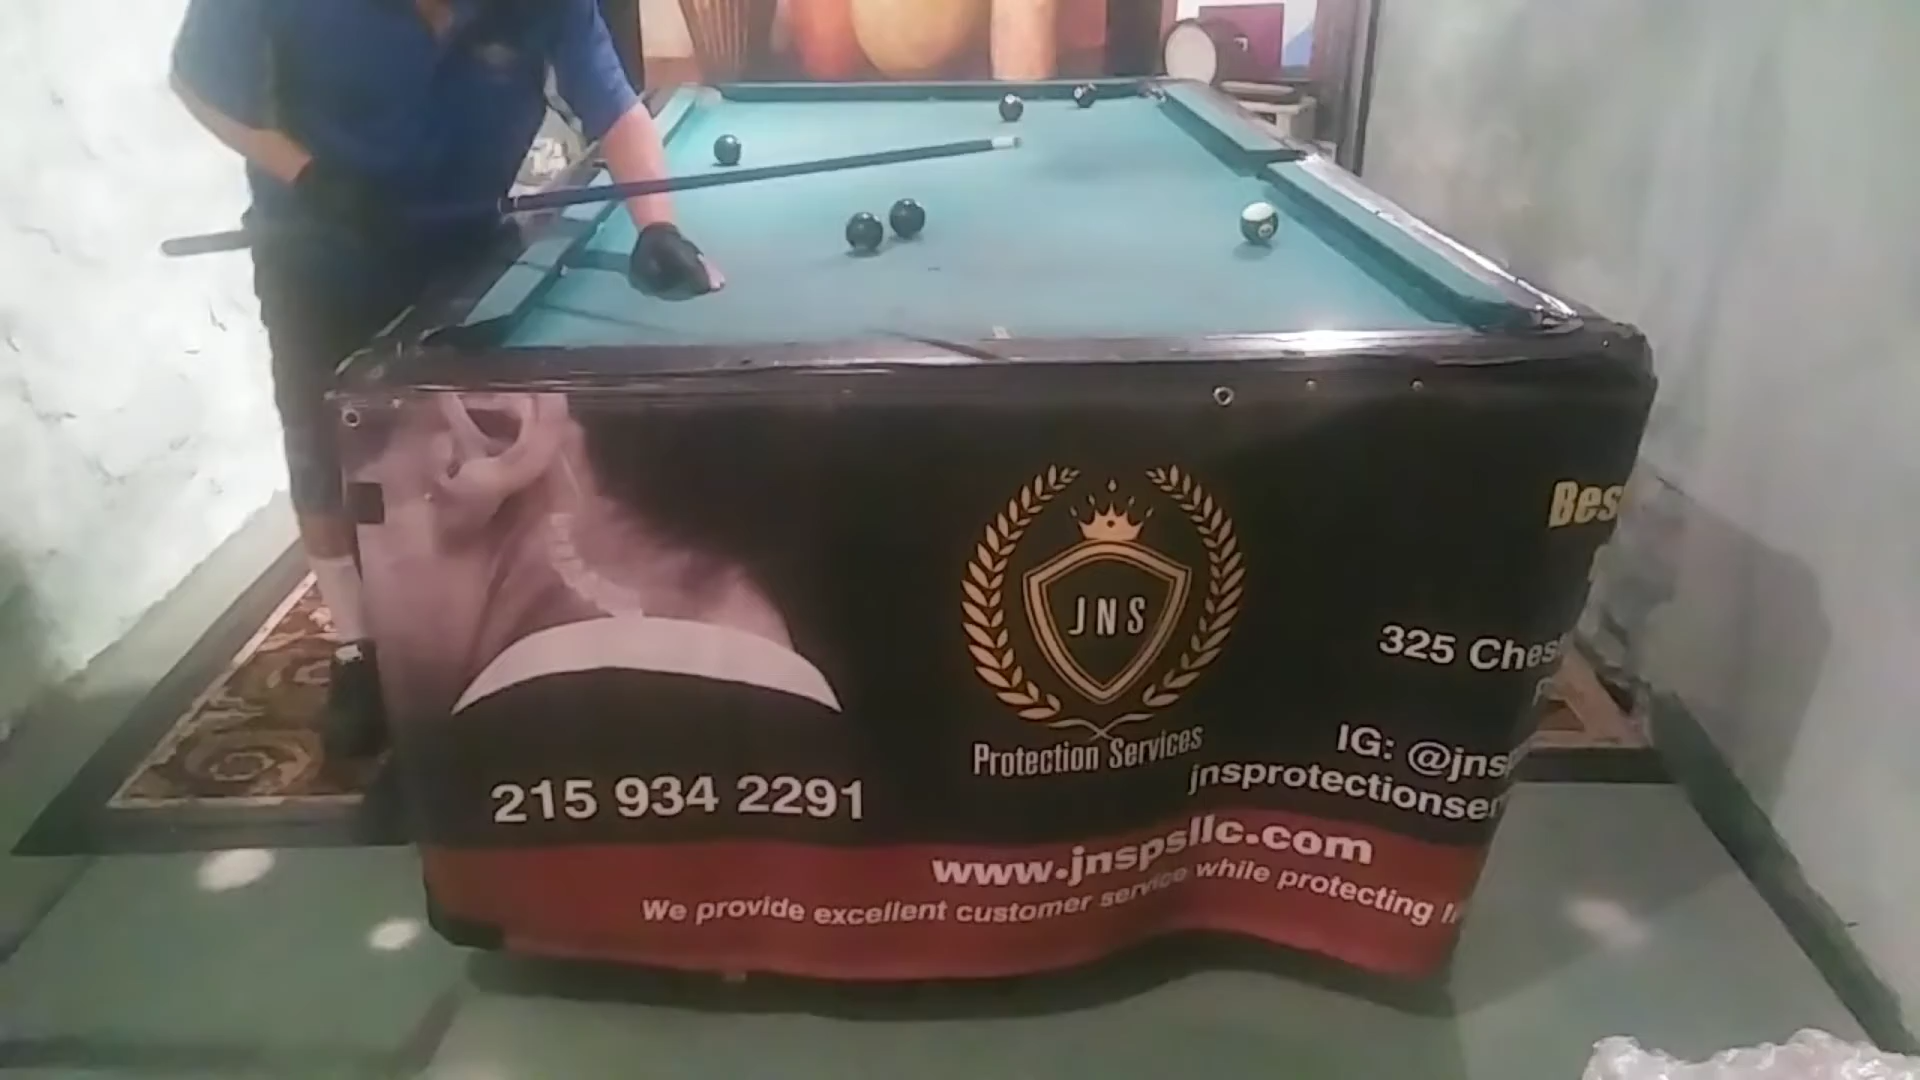 JNS
Protection Services
215 934 2291
Bes
325 Ches
IG: @jns
jnsprotectionser
www.jnspsllc.com
We provide excellent customer service while protecting